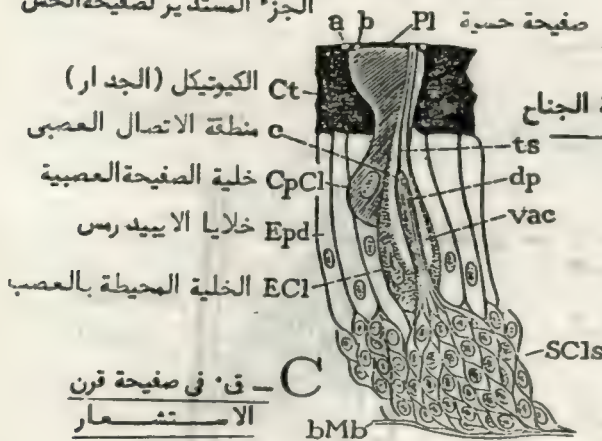 الجزء المستدير لصفيحة الحس
a b Pl صفيحة حسية
Ct الكيوتيكل (الجدار)
ة الجناح
c منطقة الاتصال العصبى
ts
CpCl خلية الصفيحة العصبية
dp
Epd خلايا الايبيدرمس
vac
ECl الخلية المحيطة بالعصب
SCls
C – ق. فى صفيحة قرن
الاستشعار
bMb